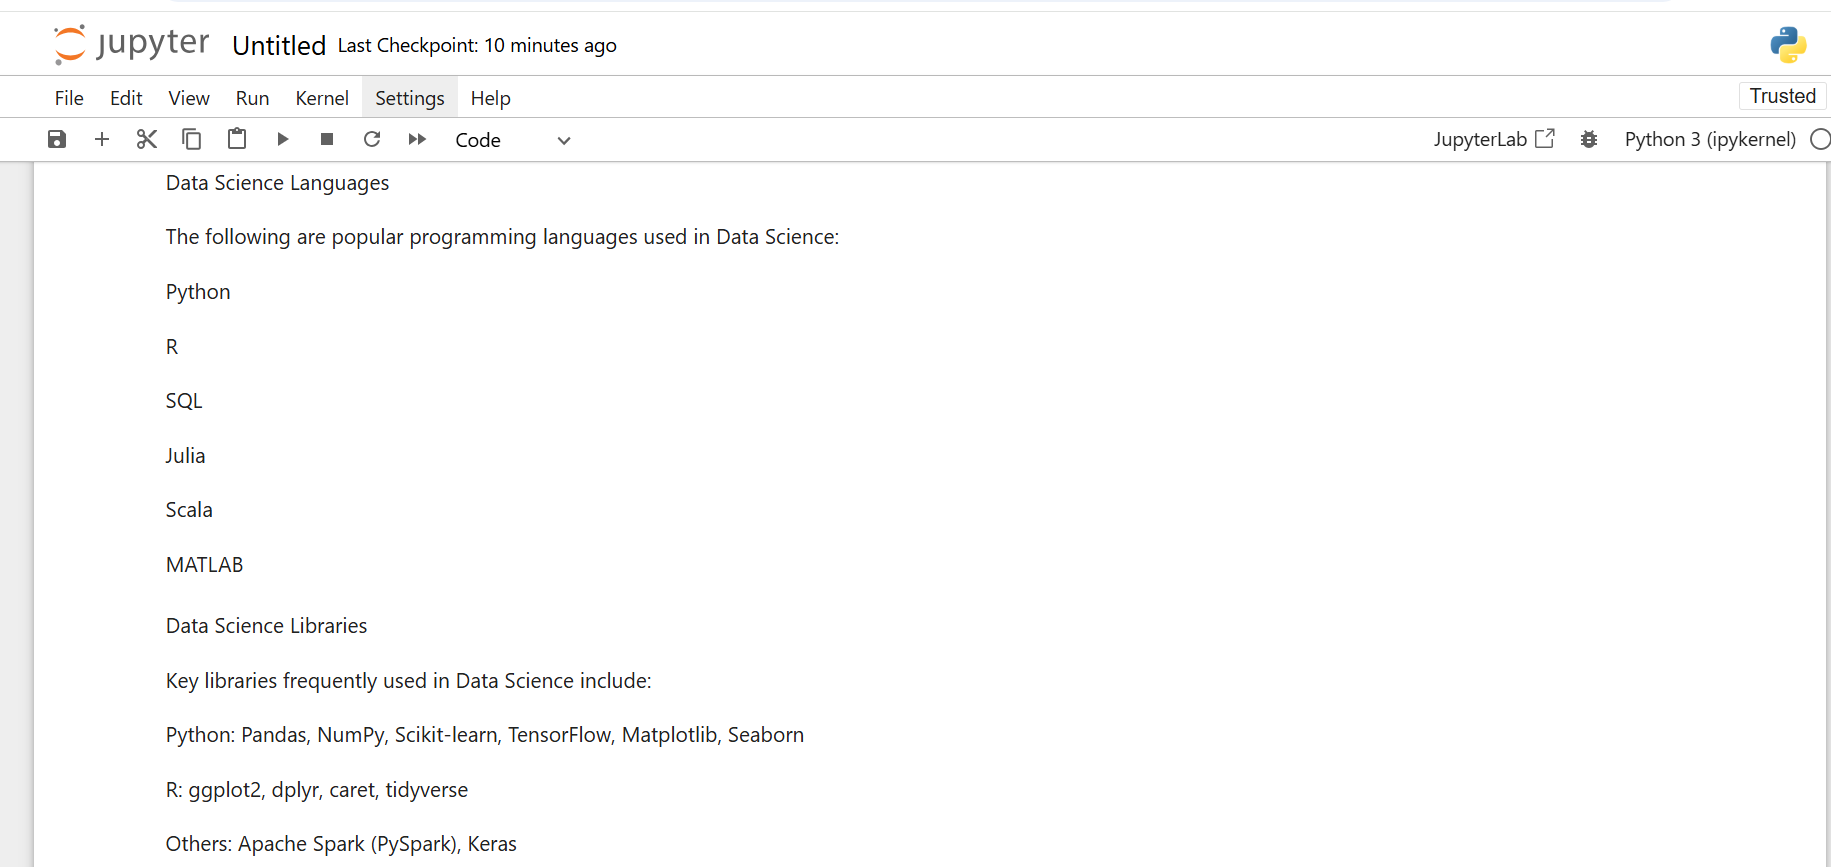 jupyter Untitled Last Checkpoint: 10 minutes ago
File Edit View Run Kernel Settings Help Trusted
Code JupyterLab Python 3 (ipykernel)
Data Science Languages
The following are popular programming languages used in Data Science:
Python
R
SQL
Julia
Scala
MATLAB
Data Science Libraries
Key libraries frequently used in Data Science include:
Python: Pandas, NumPy, Scikit-learn, TensorFlow, Matplotlib, Seaborn
R: ggplot2, dplyr, caret, tidyverse
Others: Apache Spark (PySpark), Keras